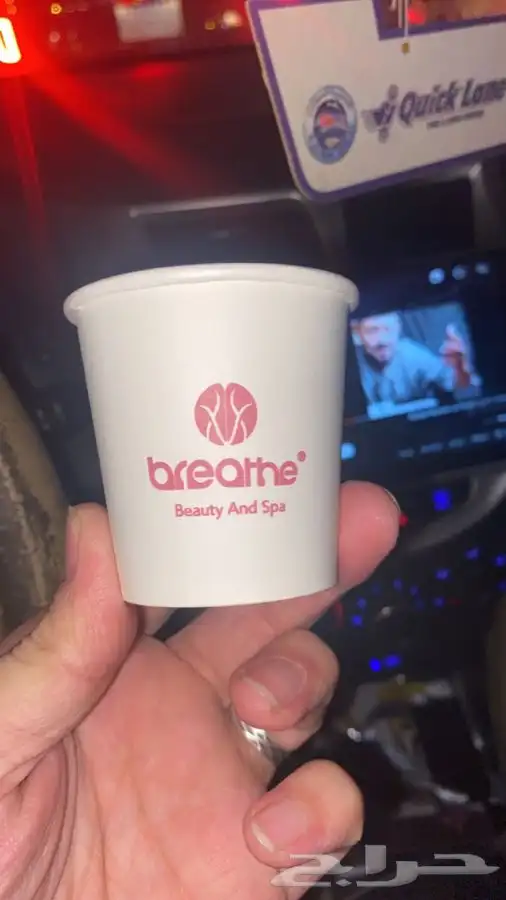 Quick Lane
breathe
Beauty And Spa
حراج